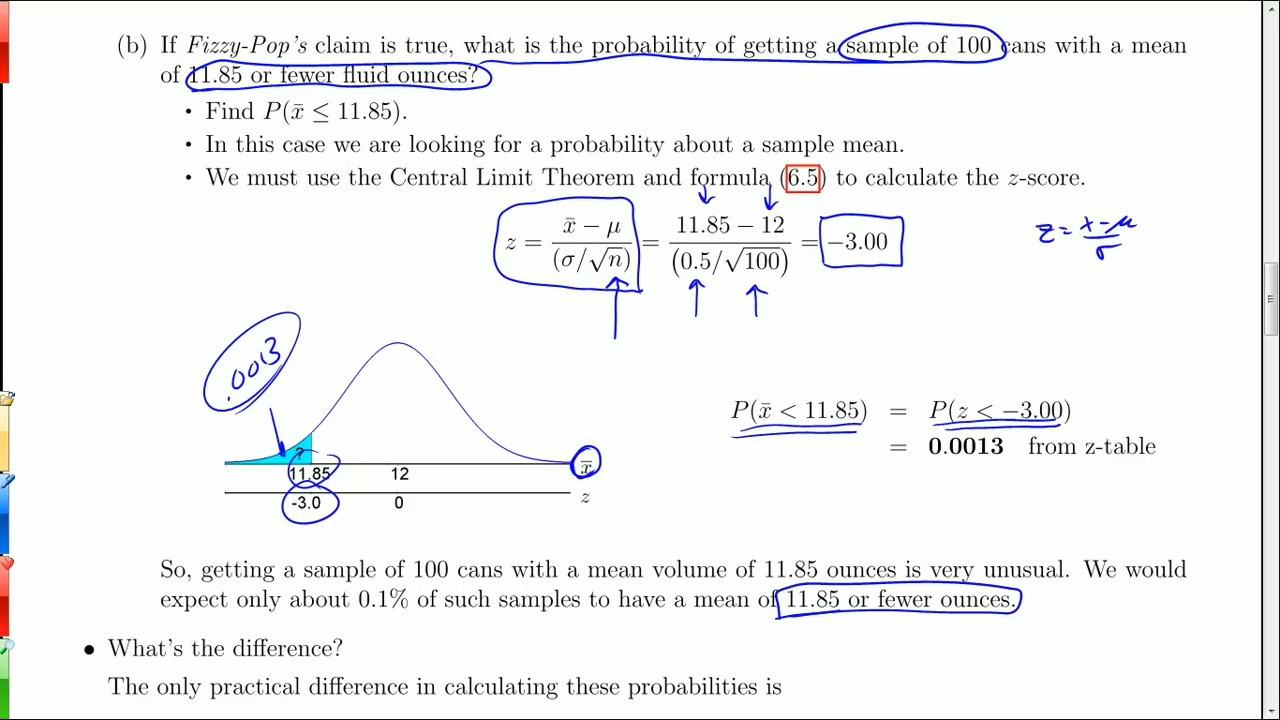 (b) If Fizzy-Pop's claim is true, what is the probability of getting a sample of 100 cans with a mean
of 11.85 or fewer fluid ounces?
• Find P(x̄ ≤ 11.85).
• In this case we are looking for a probability about a sample mean.
• We must use the Central Limit Theorem and formula (6.5) to calculate the z-score.
z = (x̄ − μ)/(σ/√n) = (11.85 − 12)/(0.5/√100) = −3.00
z = (x − μ)/σ
.0013
?
11.85 12 x̄
-3.0 0 z
P(x̄ < 11.85) = P(z < −3.00)
= 0.0013 from z-table
So, getting a sample of 100 cans with a mean volume of 11.85 ounces is very unusual. We would
expect only about 0.1% of such samples to have a mean of 11.85 or fewer ounces.
• What's the difference?
The only practical difference in calculating these probabilities is